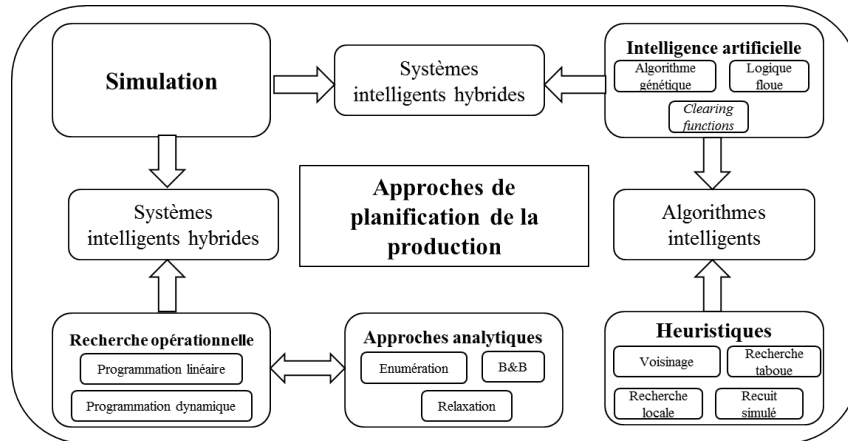 Simulation
Systèmes
intelligents hybrides
Intelligence artificielle
Algorithme
génétique
Logique
floue
Clearing
functions
Systèmes
intelligents hybrides
Approches de
planification de la
production
Algorithmes
intelligents
Recherche opérationnelle
Programmation linéaire
Programmation dynamique
Approches analytiques
Enumération
B&B
Relaxation
Heuristiques
Voisinage
Recherche
taboue
Recherche
locale
Recuit
simulé